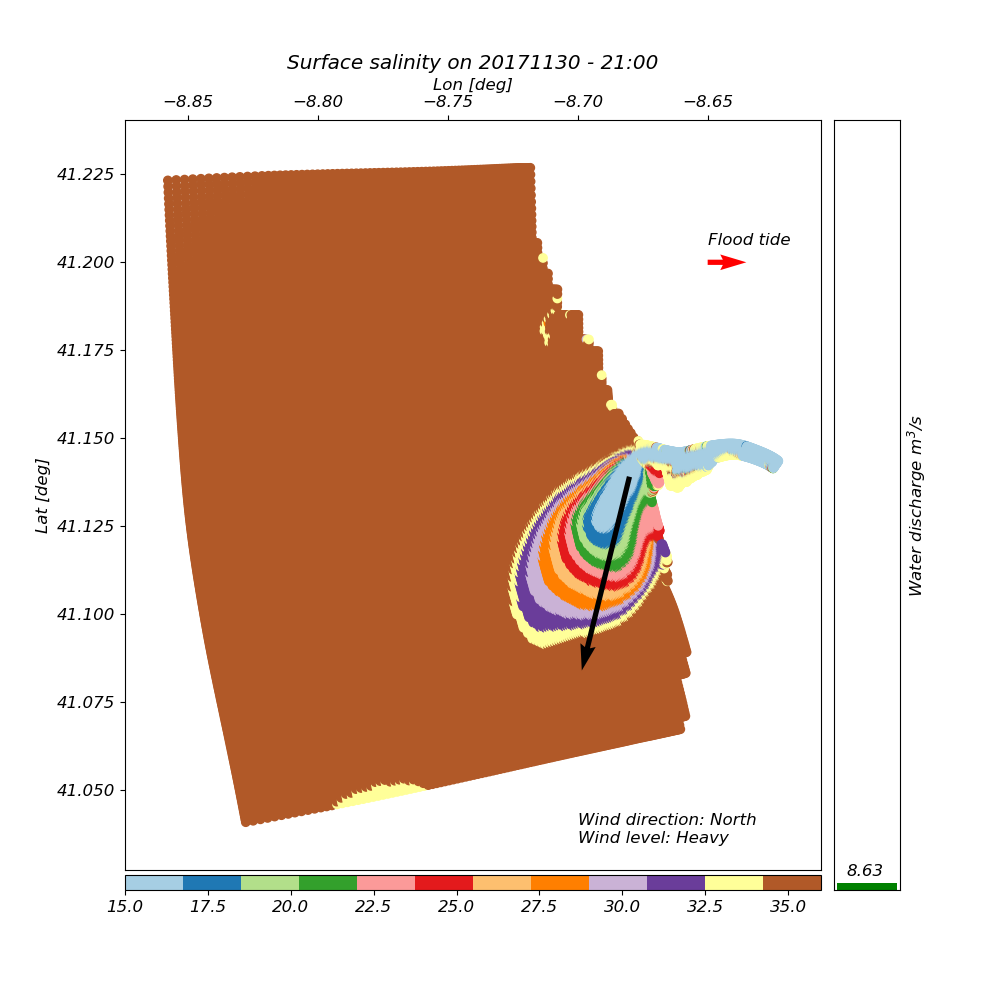 Surface salinity on 20171130 - 21:00
Lon [deg]
−8.85 −8.80 −8.75 −8.70 −8.65
41.225
41.200
41.175
41.150
41.125
41.100
41.075
41.050
Lat [deg]
Flood tide
Wind direction: North
Wind level: Heavy
Water discharge m³/s
8.63
15.0 17.5 20.0 22.5 25.0 27.5 30.0 32.5 35.0